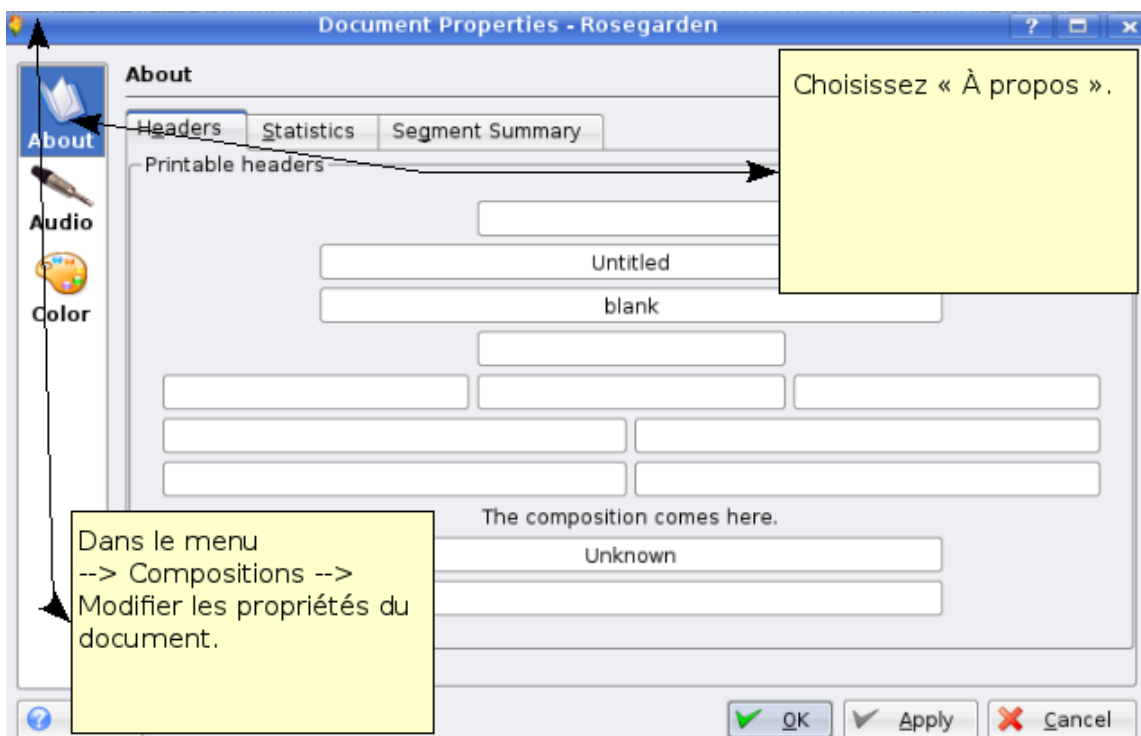 Document Properties - Rosegarden
About
Audio
Color
About
Headers
Statistics
Segment Summary
Printable headers
Untitled
blank
The composition comes here.
Unknown
Choisissez « À propos ».
Dans le menu
--> Compositions -->
Modifier les propriétés du
document.
OK
Apply
Cancel